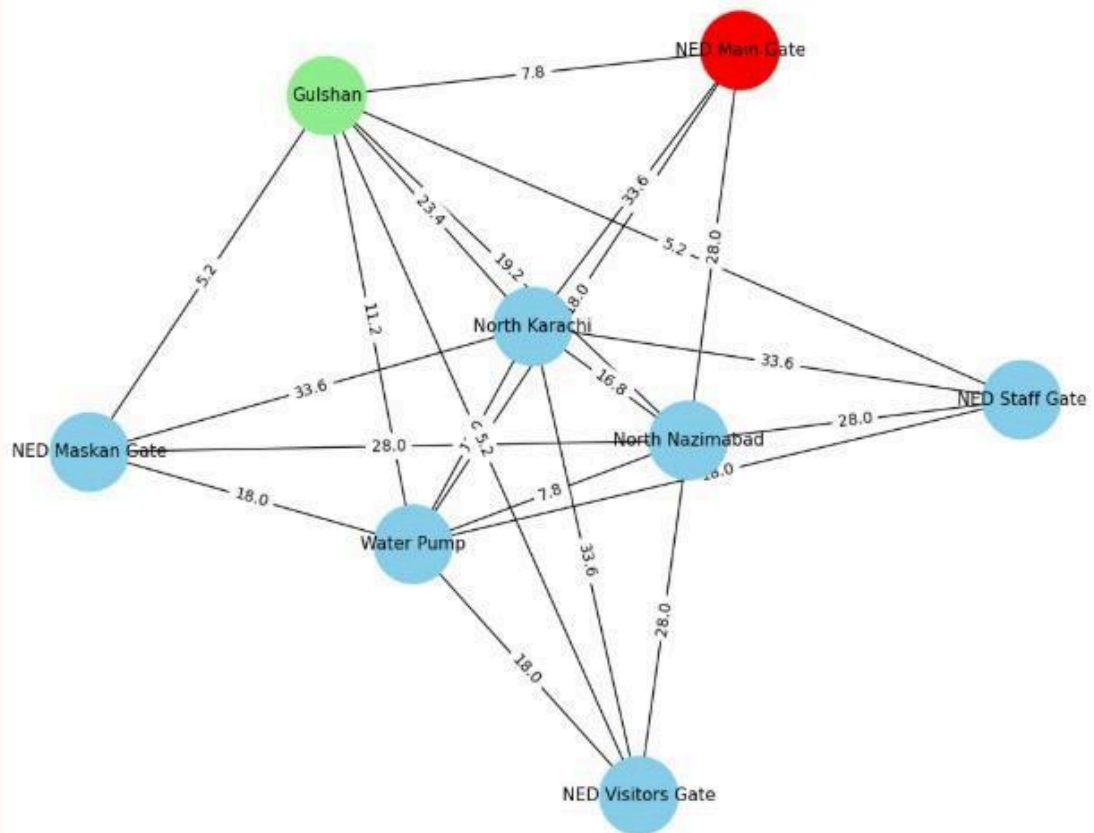 NED Main Gate
7.8
Gulshan
33.6
23.4
5.2
28.0
19.2
5.2
18.0
11.2
North Karachi
33.6
16.8
33.6
NED Staff Gate
28.0
North Nazimabad
5.2
28.0
NED Maskan Gate
18.0
7.8
18.0
Water Pump
33.6
28.0
18.0
NED Visitors Gate